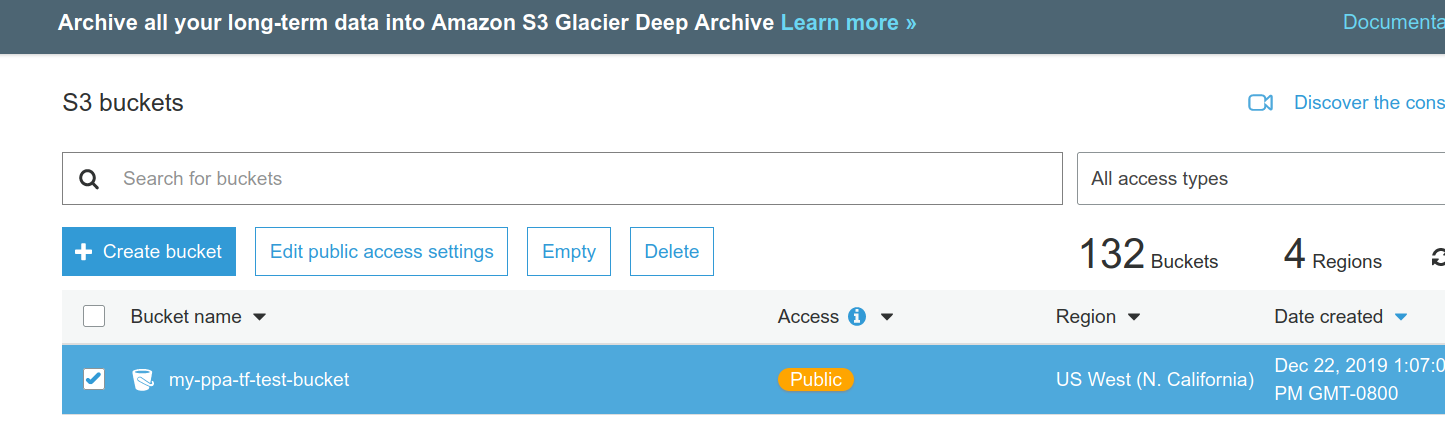 Archive all your long-term data into Amazon S3 Glacier Deep Archive Learn more »
Documenta
S3 buckets
Discover the cons
Search for buckets
All access types
Create bucket
Edit public access settings
Empty
Delete
132 Buckets
4 Regions
Bucket name
Access
Region
Date created
my-ppa-tf-test-bucket
Public
US West (N. California)
Dec 22, 2019 1:07:0
PM GMT-0800